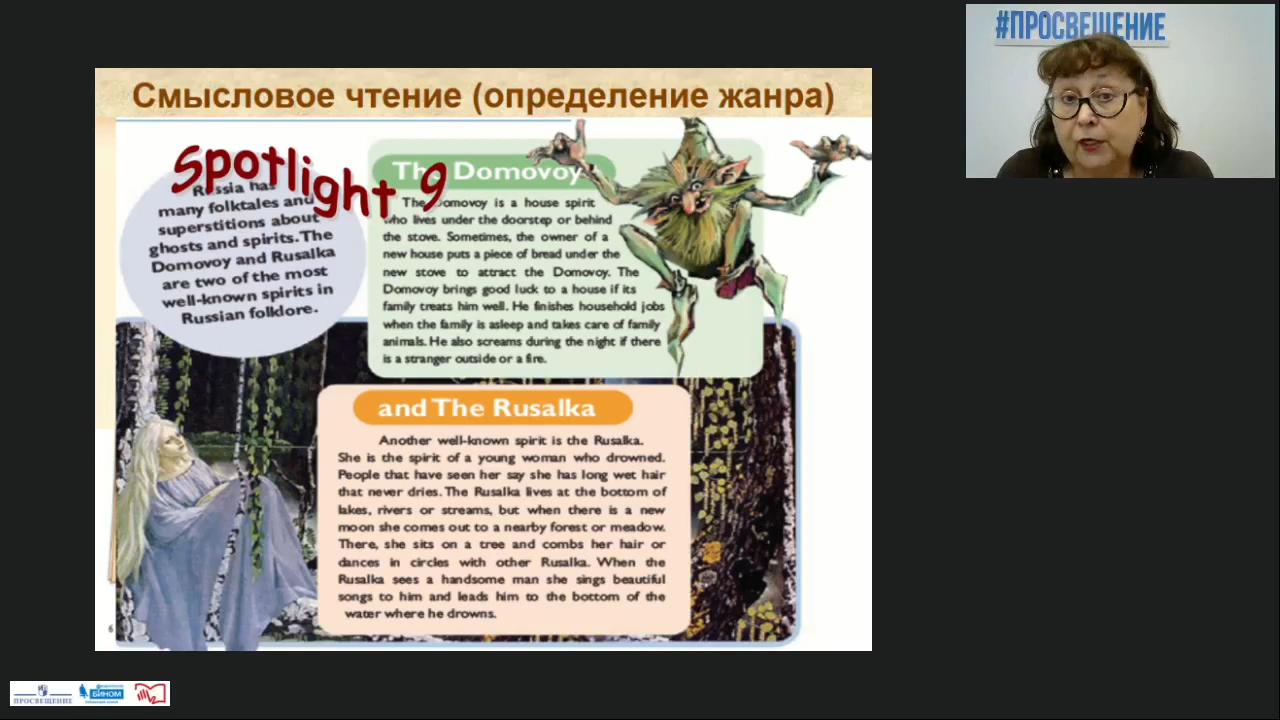 #ПРОСВЕЩЕНИЕ
Смысловое чтение (определение жанра)
Spotlight 9
Russia has
many folktales and
superstitions about
ghosts and spirits. The
Domovoy and Rusalka
are two of the most
well-known spirits in
Russian folklore.
The Domovoy
The Domovoy is a house spirit
who lives under the doorstep or behind
the stove. Sometimes, the owner of a
new house puts a piece of bread under the
new stove to attract the Domovoy. The
Domovoy brings good luck to a house if its
family treats him well. He finishes household jobs
when the family is asleep and takes care of family
animals. He also screams during the night if there
is a stranger outside or a fire.
and The Rusalka
Another well-known spirit is the Rusalka.
She is the spirit of a young woman who drowned.
People that have seen her say she has long wet hair
that never dries. The Rusalka lives at the bottom of
lakes, rivers or streams, but when there is a new
moon she comes out to a nearby forest or meadow.
There, she sits on a tree and combs her hair or
dances in circles with other Rusalka. When the
Rusalka sees a handsome man she sings beautiful
songs to him and leads him to the bottom of the
water where he drowns.
6
ПРОСВЕЩЕНИЕ
БИНОМ